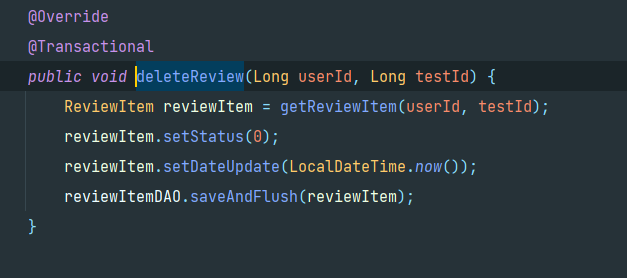 @Override
@Transactional
public void deleteReview(Long userId, Long testId) {
ReviewItem reviewItem = getReviewItem(userId, testId);
reviewItem.setStatus(0);
reviewItem.setDateUpdate(LocalDateTime.now());
reviewItemDAO.saveAndFlush(reviewItem);
}